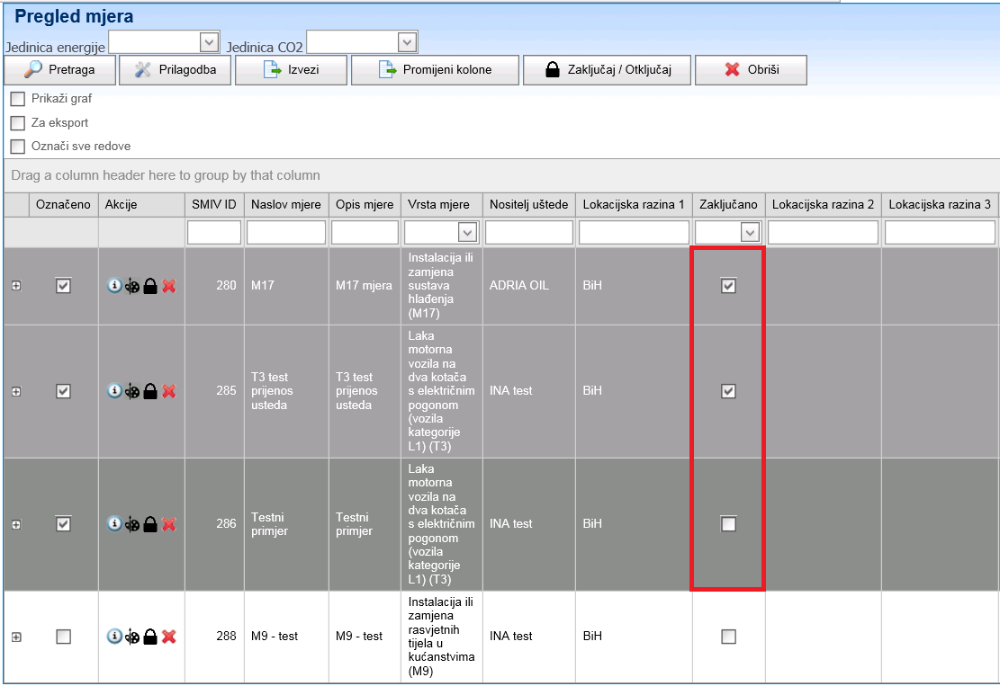 Pregled mjera
Jedinica energije Jedinica CO2
Pretraga Prilagodba Izvezi Promijeni kolone Zaključaj / Otključaj Obriši
Prikaži graf
Za eksport
Označi sve redove
Drag a column header here to group by that column
Označeno Akcije SMIV ID Naslov mjere Opis mjere Vrsta mjere Nositelj uštede Lokacijska razina 1 Zaključano Lokacijska razina 2 Lokacijska razina 3
280 M17 M17 mjera
Instalacija ili
zamjena
sustava
hlađenja
(M17)
ADRIA OIL BiH
285
T3 test
prijenos
usteda
T3 test
prijenos
usteda
Laka
motorna
vozila na
dva kotača
s električnim
pogonom
(vozila
kategorije
L1) (T3)
INA test BiH
286
Testni
primjer
Testni
primjer
Laka
motorna
vozila na
dva kotača
s električnim
pogonom
(vozila
kategorije
L1) (T3)
INA test BiH
288 M9 - test M9 - test
Instalacija ili
zamjena
rasvjetnih
tijela u
kućanstvima
(M9)
INA test BiH